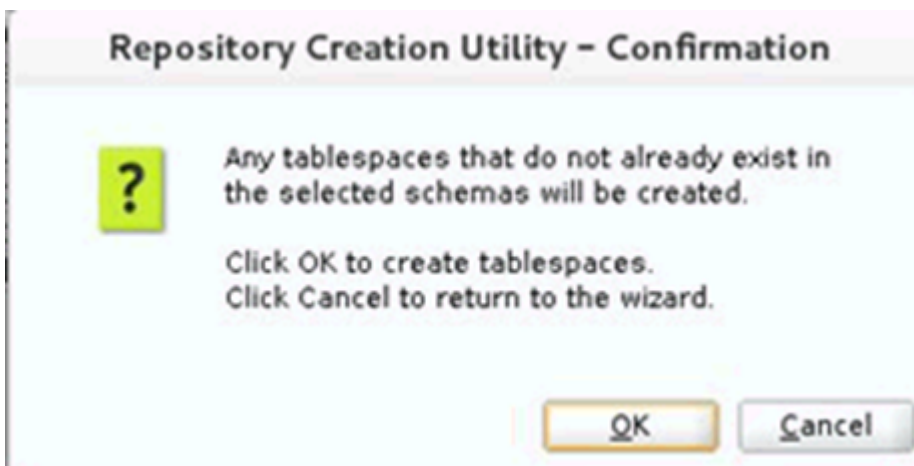 Repository Creation Utility – Confirmation
?
Any tablespaces that do not already exist in
the selected schemas will be created.
Click OK to create tablespaces.
Click Cancel to return to the wizard.
OK
Cancel